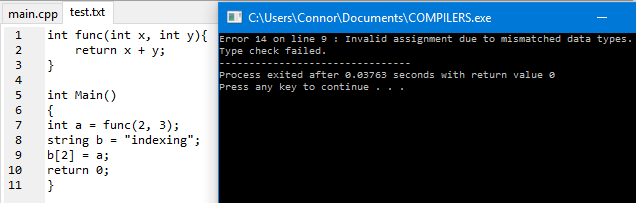 main.cpp test.txt
1 int func(int x, int y){
2 return x + y;
3 }
4
5 int Main()
6 {
7 int a = func(2, 3);
8 string b = "indexing";
9 b[2] = a;
10 return 0;
11 }
C:\Users\Connor\Documents\COMPILERS.exe
Error 14 on line 9 : Invalid assignment due to mismatched data types.
Type check failed.
--------------------------------
Process exited after 0.03763 seconds with return value 0
Press any key to continue . . .